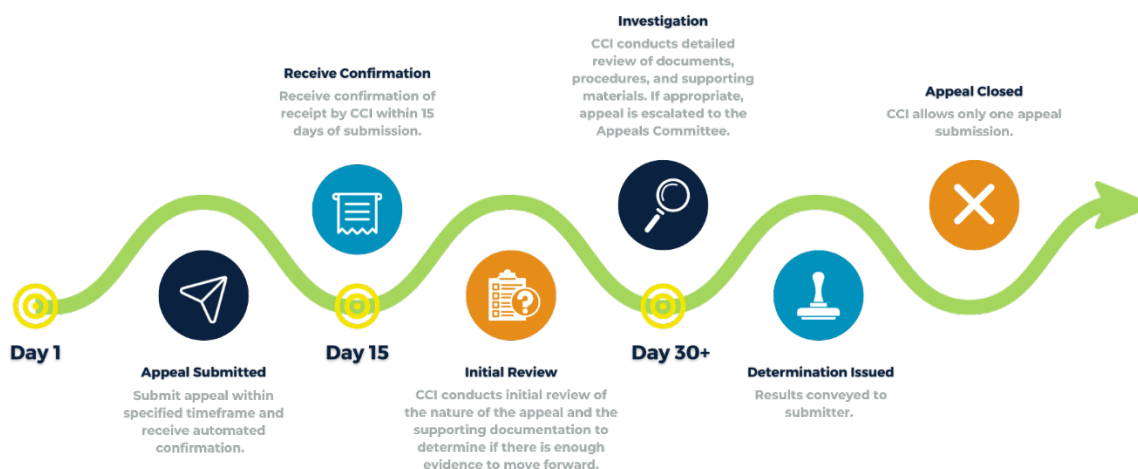 Day 1
Appeal Submitted
Submit appeal within
specified timeframe and
receive automated
confirmation.
Receive Confirmation
Receive confirmation of
receipt by CCI within 15
days of submission.
Day 15
Initial Review
CCI conducts initial review of
the nature of the appeal and the
supporting documentation to
determine if there is enough
evidence to move forward.
Investigation
CCI conducts detailed
review of documents,
procedures, and supporting
materials. If appropriate,
appeal is escalated to the
Appeals Committee.
Day 30+
Determination Issued
Results conveyed to
submitter.
Appeal Closed
CCI allows only one appeal
submission.